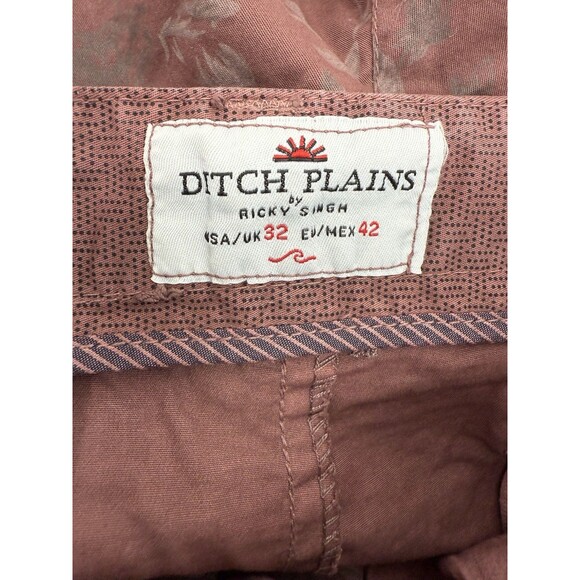 DITCH PLAINS
by
RICKY SINGH
USA/UK 32 EU/MEX 42